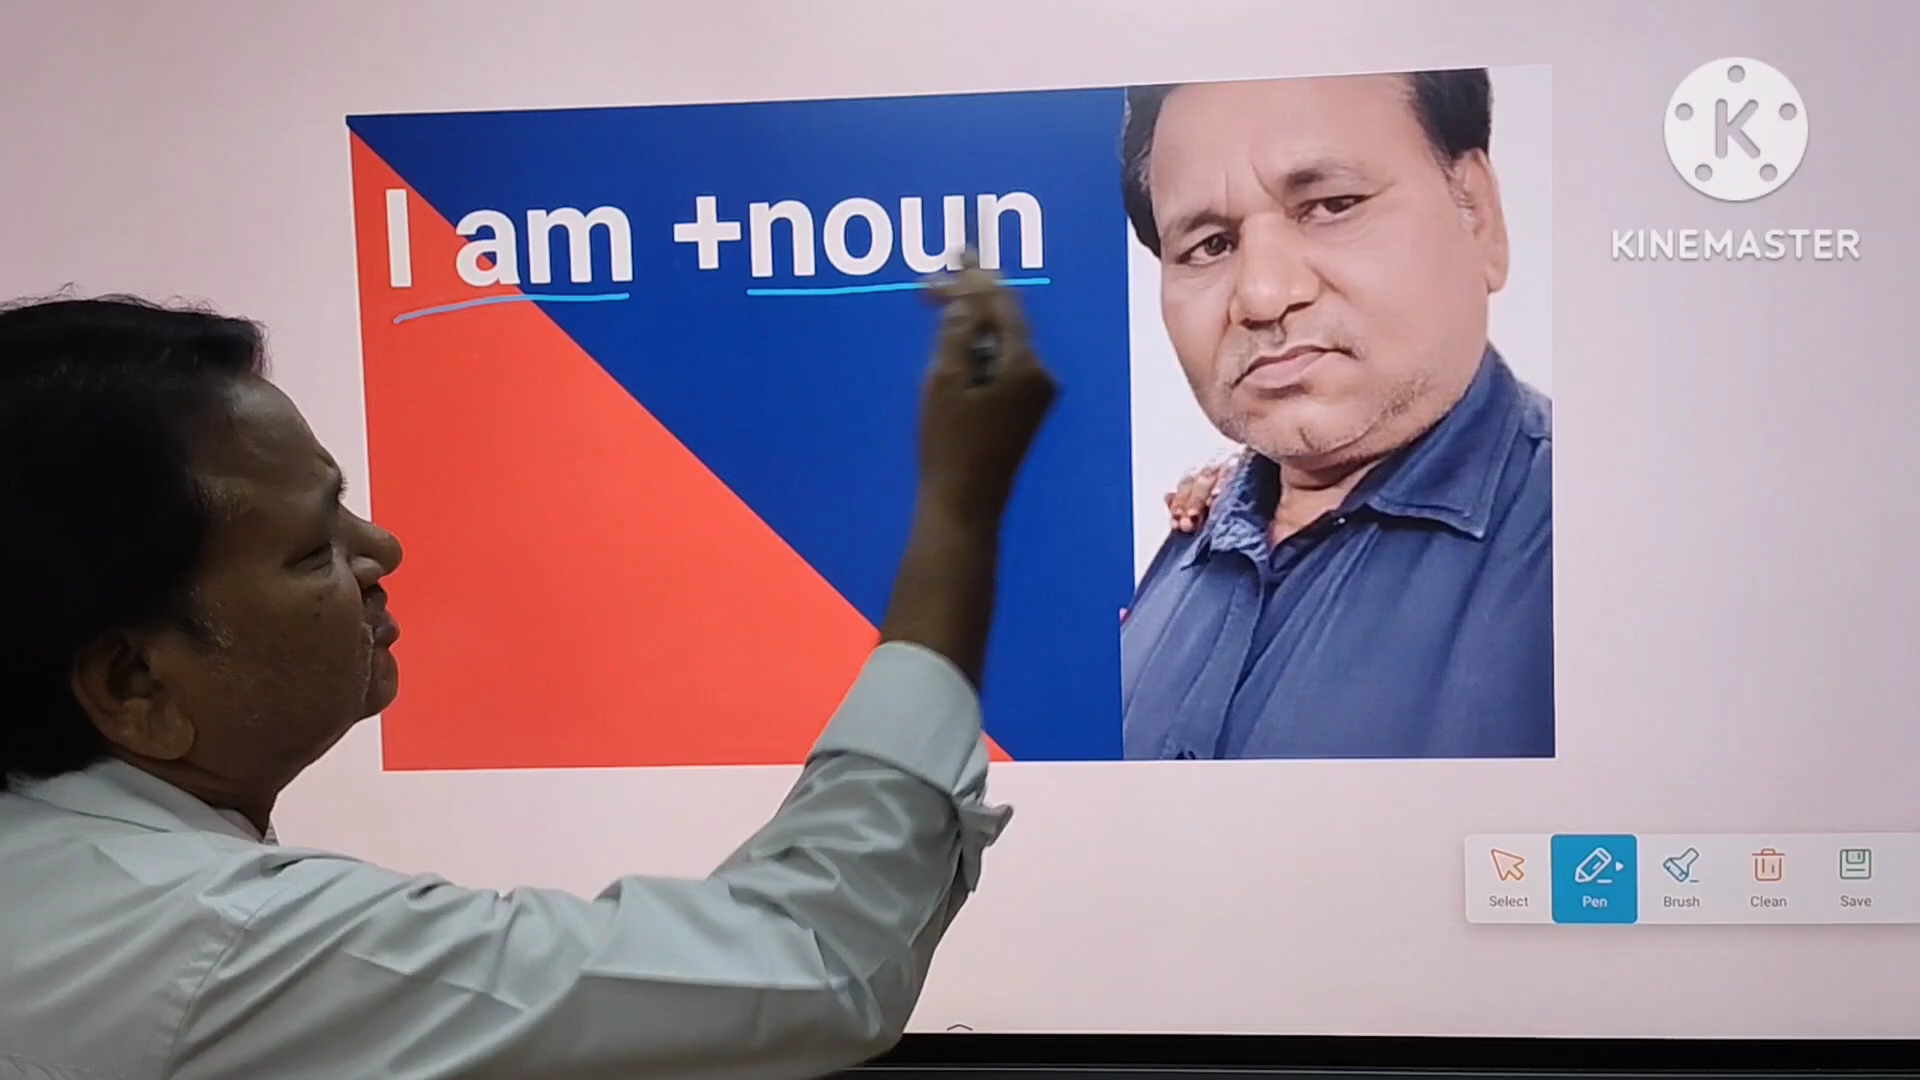 I am +noun
K
KINEMASTER
Select
Pen
Brush
Clean
Save